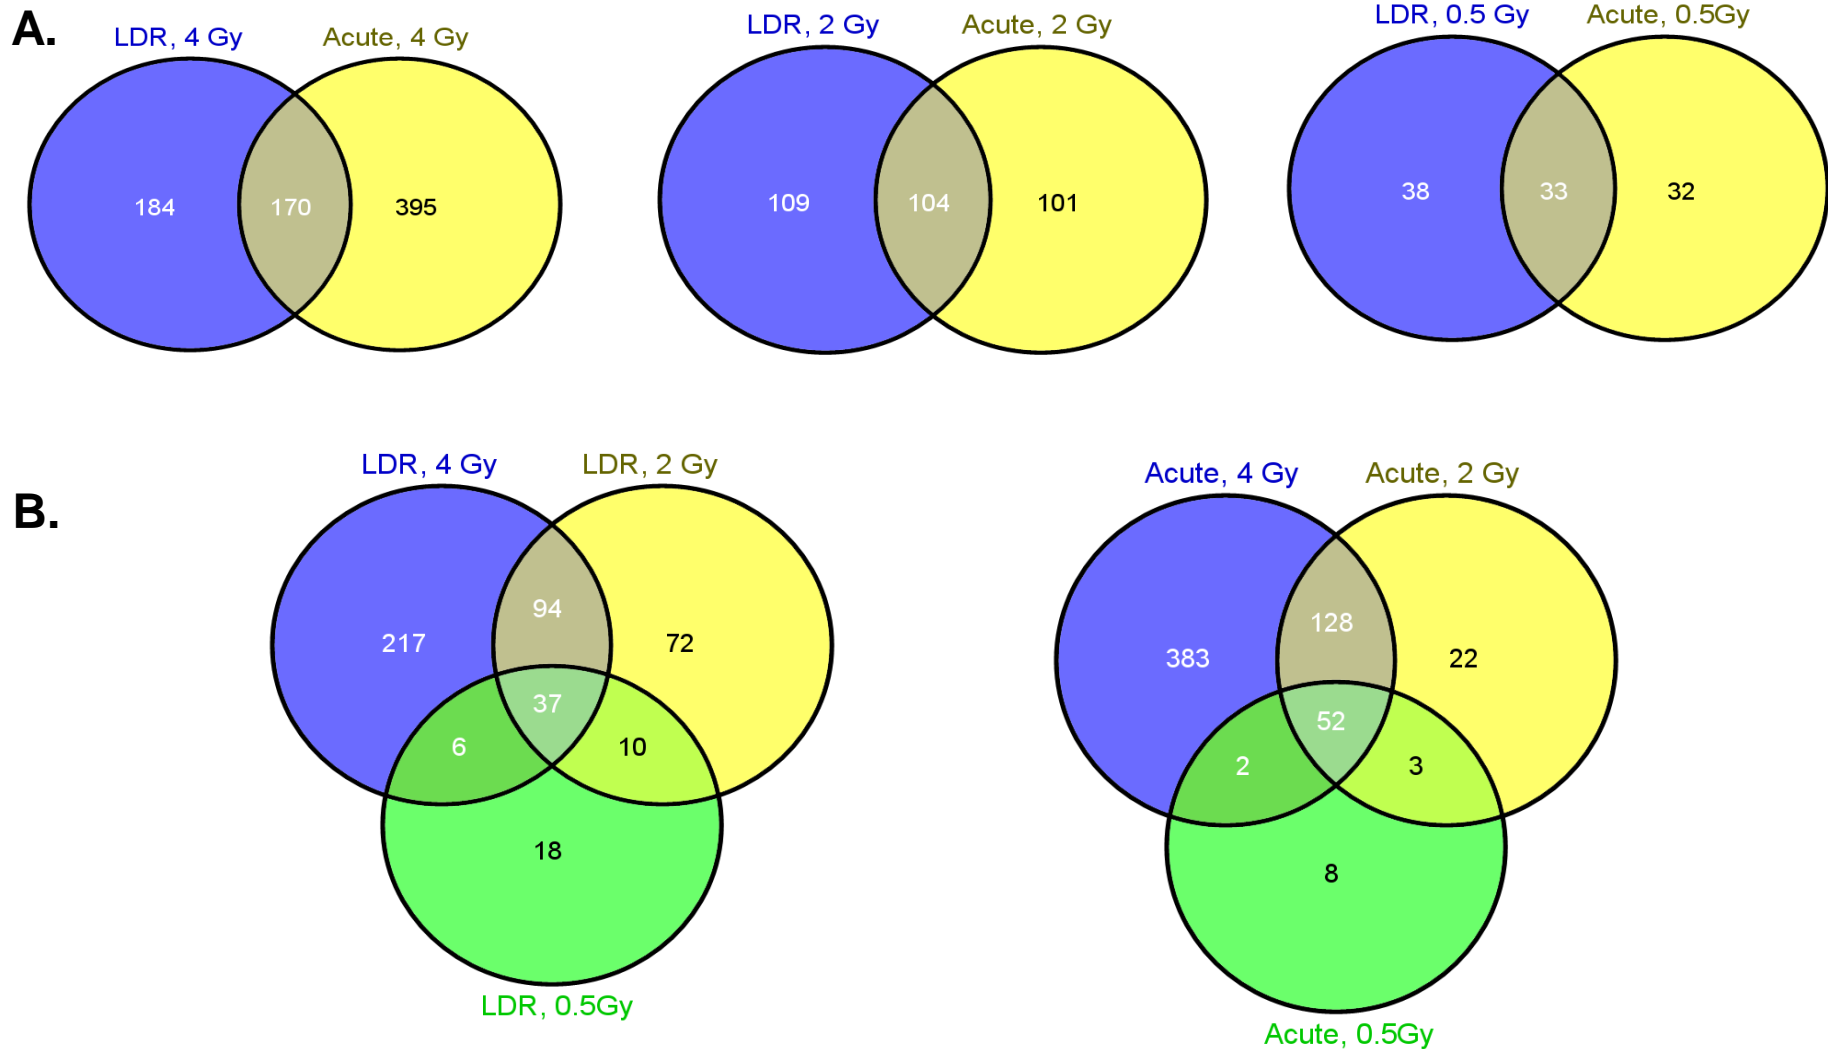 A.
LDR, 4 Gy
Acute, 4 Gy
184
170
395
LDR, 2 Gy
Acute, 2 Gy
109
104
101
LDR, 0.5 Gy
Acute, 0.5Gy
38
33
32
B.
LDR, 4 Gy
LDR, 2 Gy
94
217
72
37
6
10
18
LDR, 0.5Gy
Acute, 4 Gy
Acute, 2 Gy
128
383
22
52
2
3
8
Acute, 0.5Gy